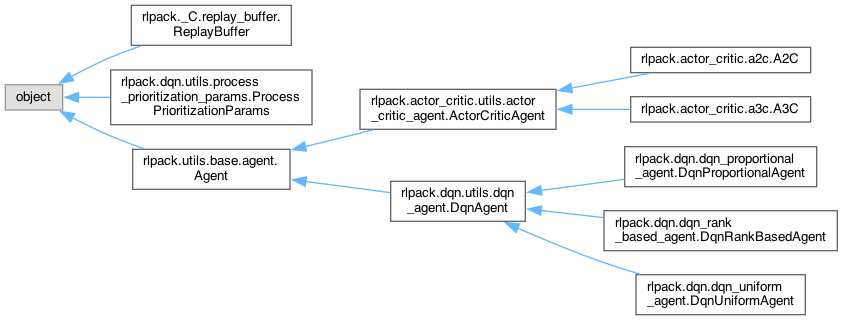 rlpack._C.replay_buffer.
ReplayBuffer
object
rlpack.dqn.utils.process
_prioritization_params.Process
PrioritizationParams
rlpack.utils.base.agent.
Agent
rlpack.actor_critic.utils.actor
_critic_agent.ActorCriticAgent
rlpack.dqn.utils.dqn
_agent.DqnAgent
rlpack.actor_critic.a2c.A2C
rlpack.actor_critic.a3c.A3C
rlpack.dqn.dqn_proportional
_agent.DqnProportionalAgent
rlpack.dqn.dqn_rank
_based_agent.DqnRankBasedAgent
rlpack.dqn.dqn_uniform
_agent.DqnUniformAgent